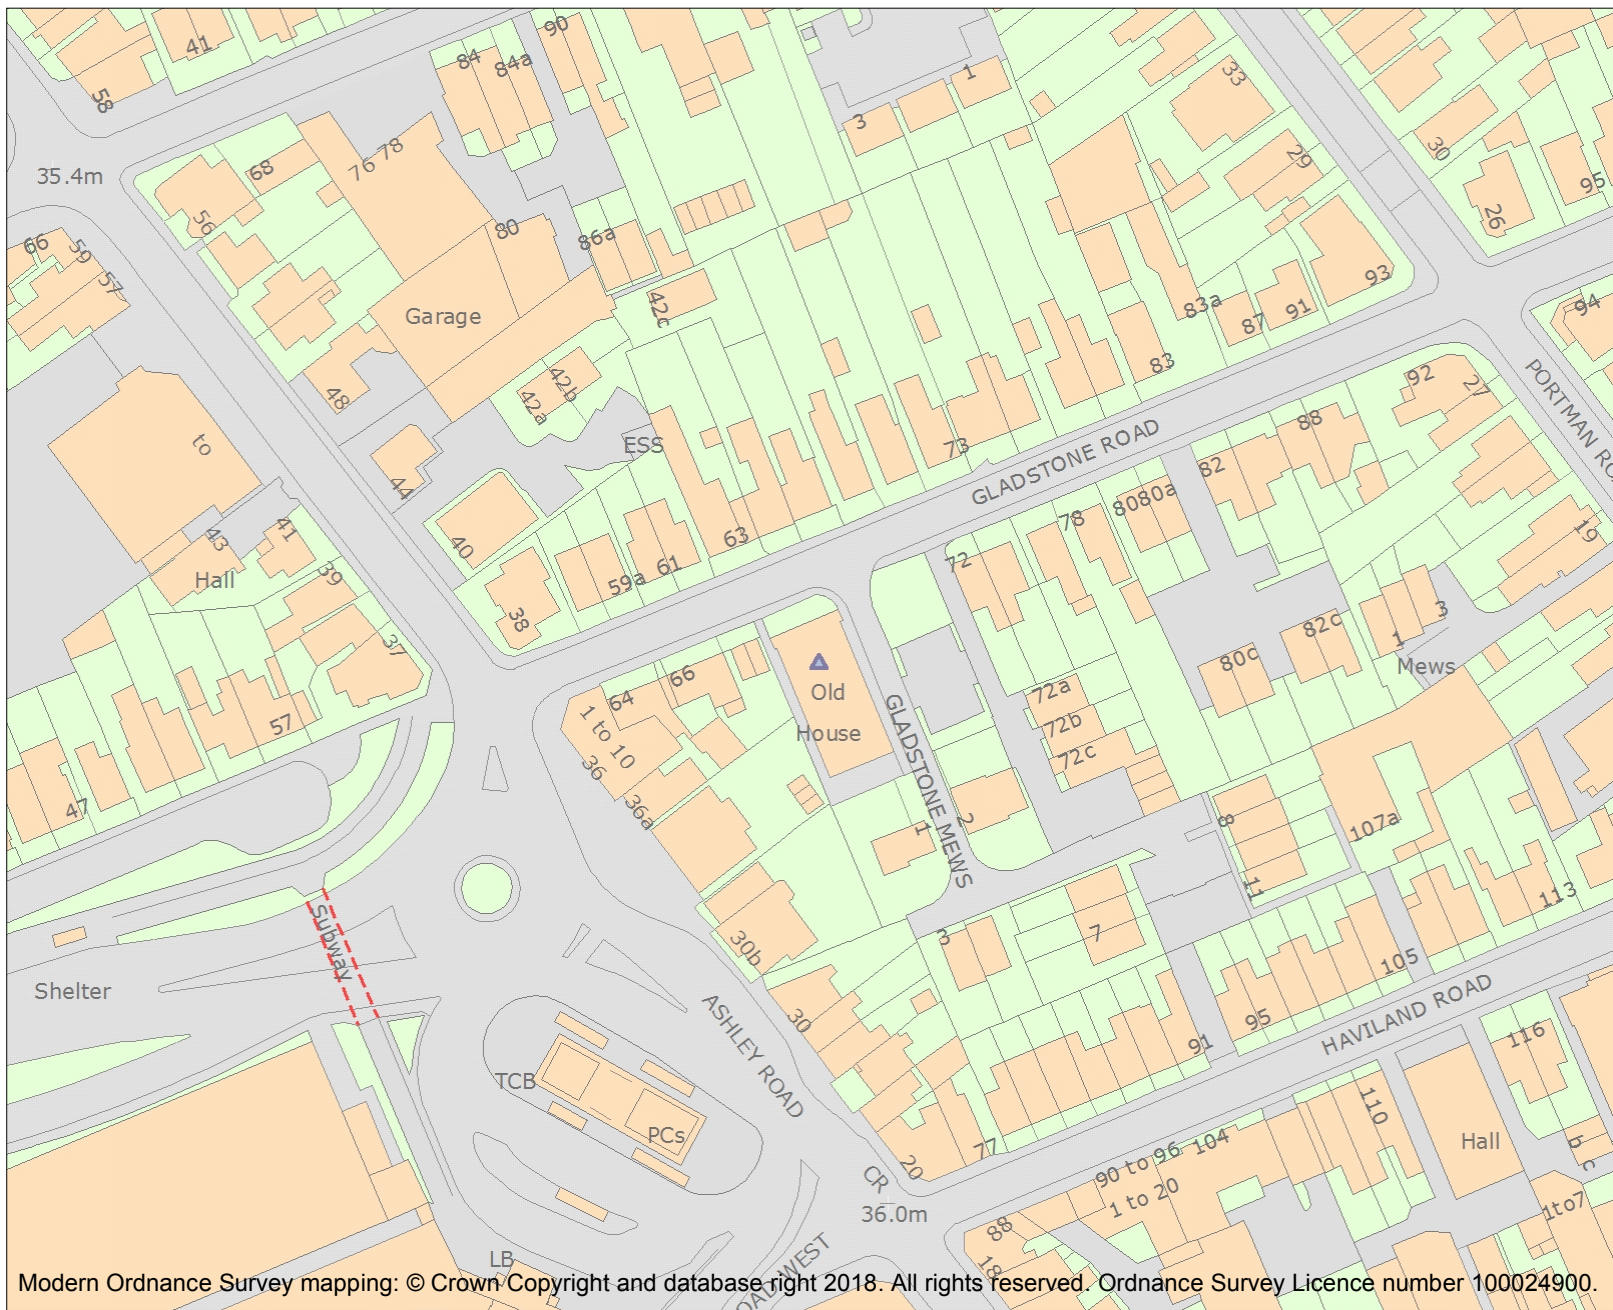 41
58
84
84a
90
1
3
33
30
29
95
26
35.4m
68
76 78
56
80
86a
66
59
57
Garage
42c
93
94
83a
87
91
83
48
42b
42a
92
27
PORTMAN RO
to
ESS
73
GLADSTONE ROAD
88
82
44
43
41
Hall
40
63
80
80a
78
19
39
38
59a
61
72
37
82c
1
3
Mews
80c
Old
House
64
66
1 to 10
36
36a
57
72a
72b
72c
GLADSTONE MEWS
47
1
2
8
107a
11
113
Subway
30b
3
7
105
Shelter
30
ASHLEY ROAD
95
91
HAVILAND ROAD
116
TCB
PCs
110
Hall
b
c
77
20
CR
36.0m
90 to 96
104
1 to 20
1to7
88
18
LB
OAD WEST
Modern Ordnance Survey mapping: © Crown Copyright and database right 2018. All rights reserved. Ordnance Survey Licence number 100024900.